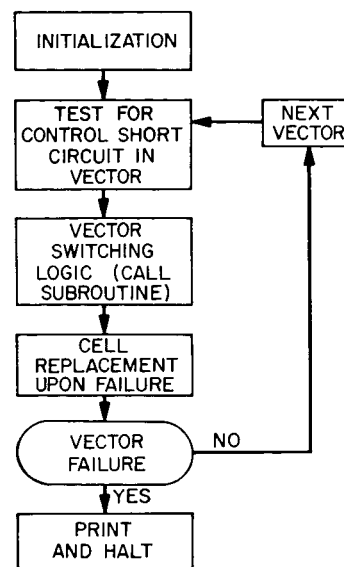 INITIALIZATION
TEST FOR
CONTROL SHORT
CIRCUIT IN
VECTOR
NEXT
VECTOR
VECTOR
SWITCHING
LOGIC (CALL
SUBROUTINE)
CELL
REPLACEMENT
UPON FAILURE
VECTOR
FAILURE
NO
YES
PRINT
AND HALT